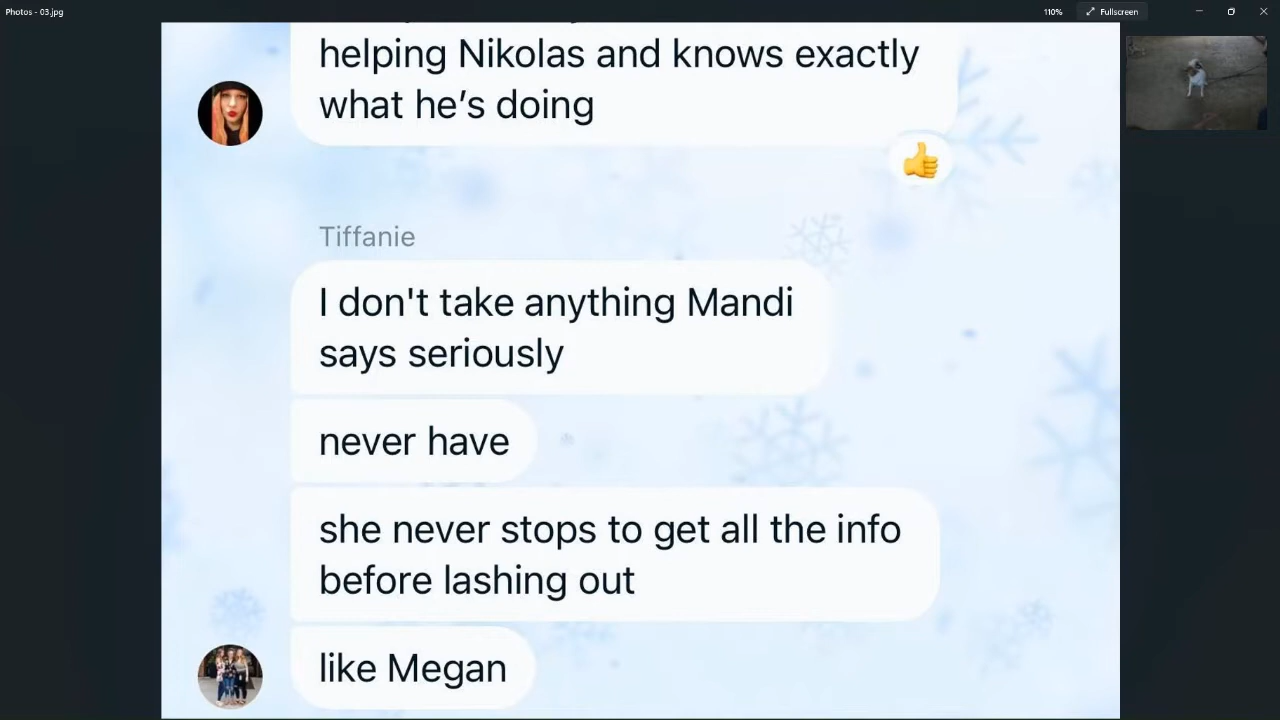 Photos - 03.jpg
110%
Fullscreen
helping Nikolas and knows exactly
what he’s doing
Tiffanie
I don't take anything Mandi
says seriously
never have
she never stops to get all the info
before lashing out
like Megan